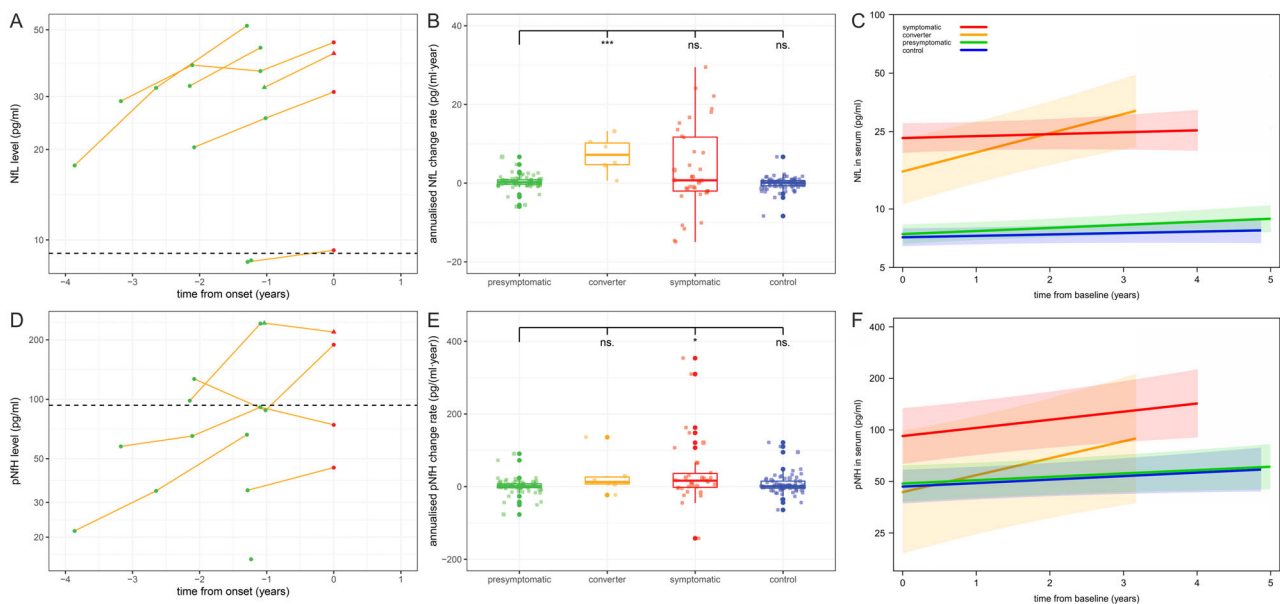 A
NfL level (pg/ml)
50
30
20
10
−4
−3
−2
−1
0
1
time from onset (years)
B
annualised NfL change rate (pg/(ml·year)
40
20
0
−20
***
ns.
ns.
presymptomatic
converter
symptomatic
control
C
NfL in serum (pg/ml)
100
50
25
10
5
symptomatic
converter
presymptomatic
control
0
1
2
3
4
5
time from baseline (years)
D
pNfH level (pg/ml)
200
100
50
30
20
−4
−3
−2
−1
0
1
time from onset (years)
E
annualised pNfH change rate (pg/(ml·year))
400
200
0
−200
ns.
*
ns.
presymptomatic
converter
symptomatic
control
F
pNfH in serum (pg/ml)
400
200
100
50
25
0
1
2
3
4
5
time from baseline (years)